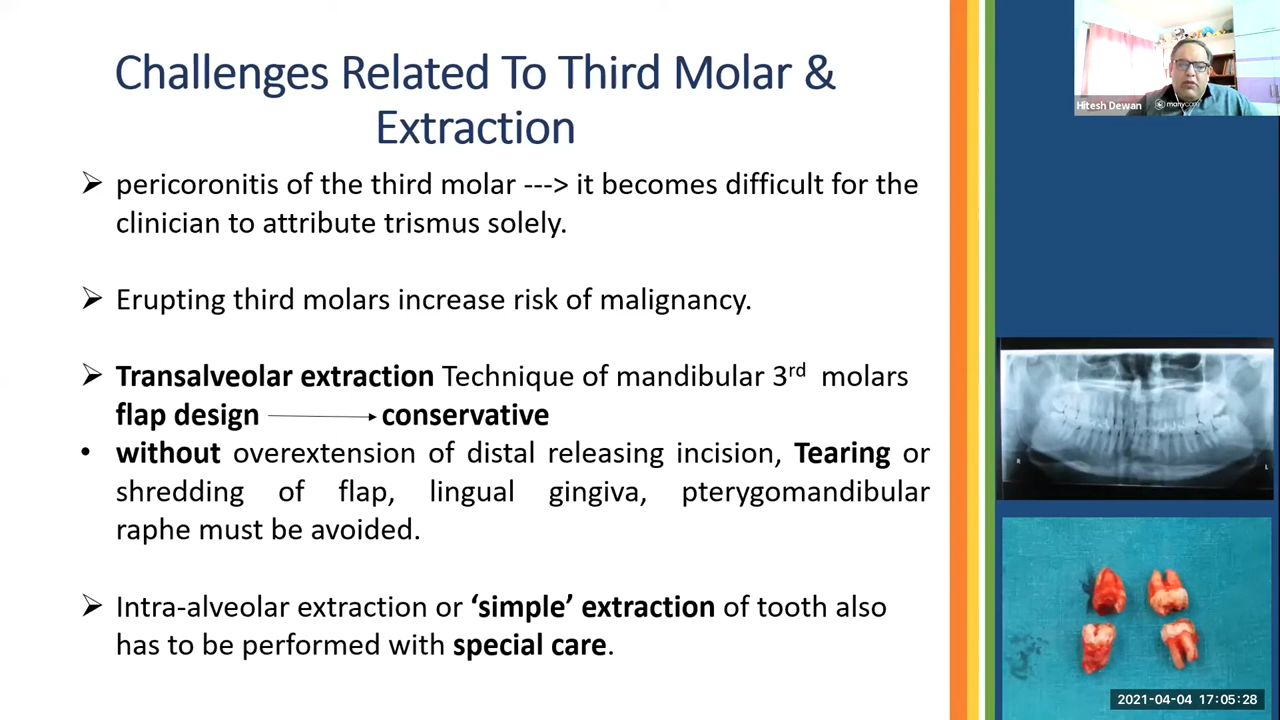 Challenges Related To Third Molar &
Extraction
➢ pericoronitis of the third molar ---> it becomes difficult for the
clinician to attribute trismus solely.
➢ Erupting third molars increase risk of malignancy.
➢ Transalveolar extraction Technique of mandibular 3rd molars
flap design → conservative
• without overextension of distal releasing incision, Tearing or
shredding of flap, lingual gingiva, pterygomandibular
raphe must be avoided.
➢ Intra-alveolar extraction or ‘simple’ extraction of tooth also
has to be performed with special care.
Hitesh Dewan
manycam
R
L
2021-04-04 17:05:28